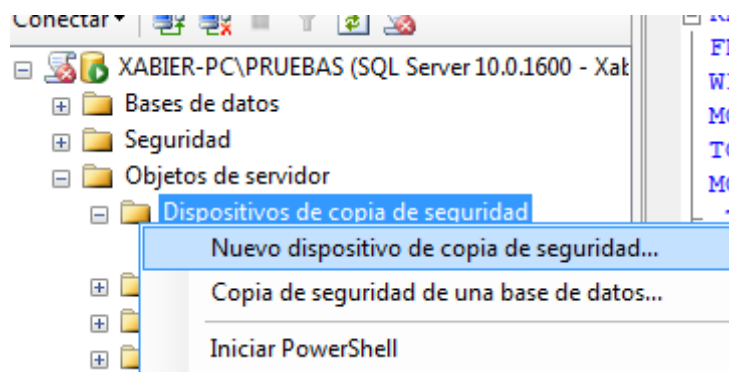 Conectar
XABIER-PC\PRUEBAS (SQL Server 10.0.1600 - Xab
Bases de datos
Seguridad
Objetos de servidor
Dispositivos de copia de seguridad
Nuevo dispositivo de copia de seguridad...
Copia de seguridad de una base de datos...
Iniciar PowerShell